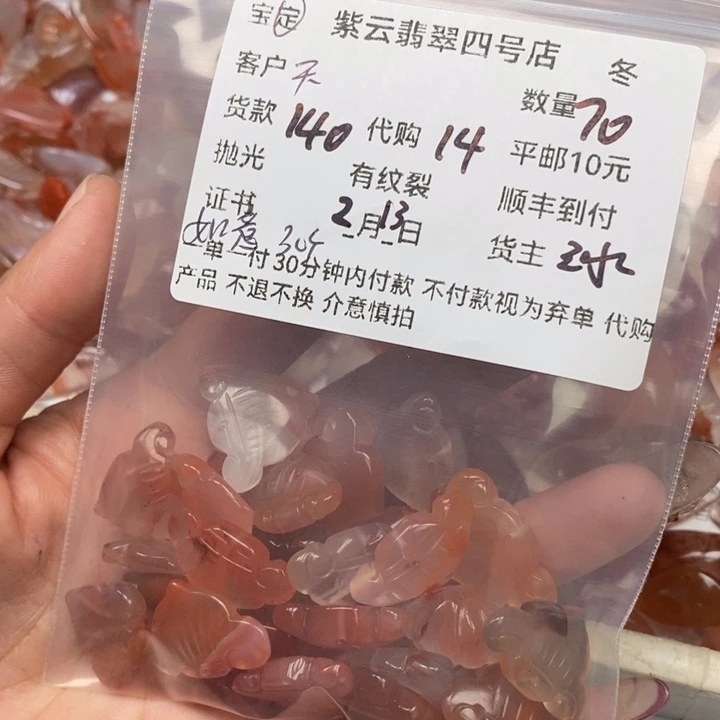 宝定 紫云翡翠四号店 冬
客户 天 数量 70
货款 140 代购 14 平邮10元
抛光 有纹裂 顺丰到付
证书 2月13日 货主
如意 30个
一单一付 30分钟内付款 不付款视为弃单 代购
产品 不退不换 介意慎拍